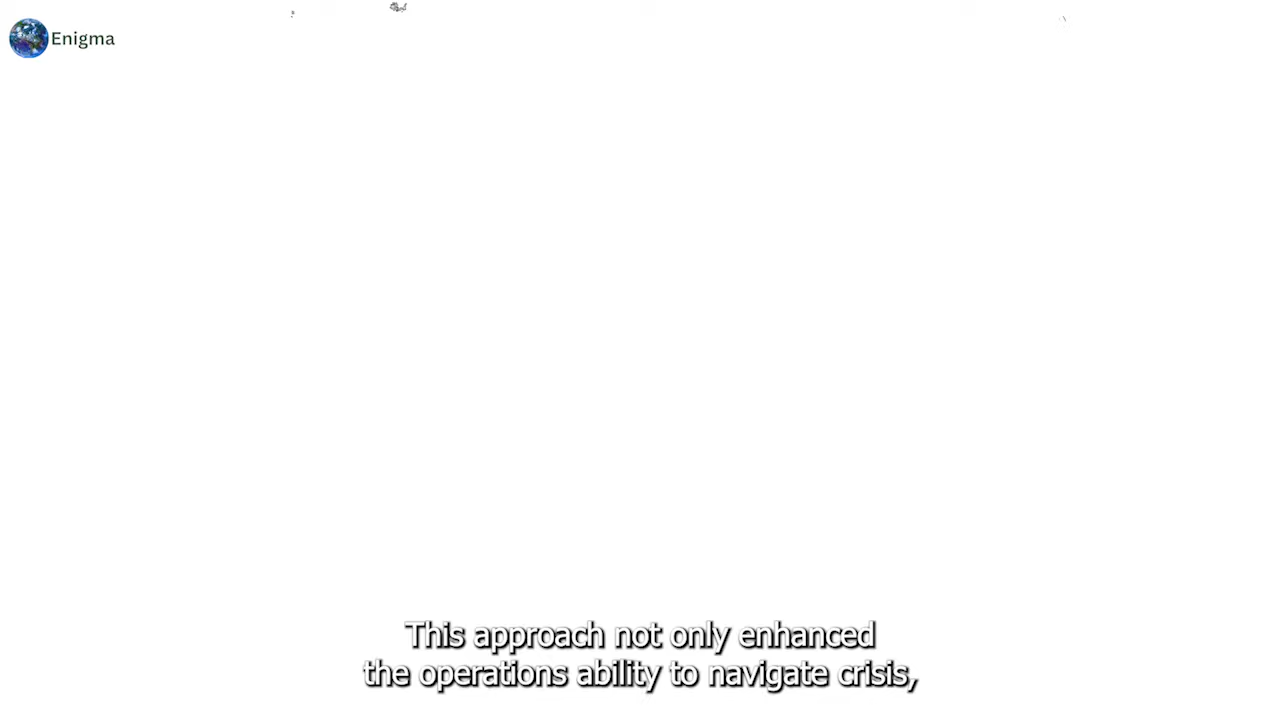 Enigma
This approach not only enhanced
the operations ability to navigate crisis,